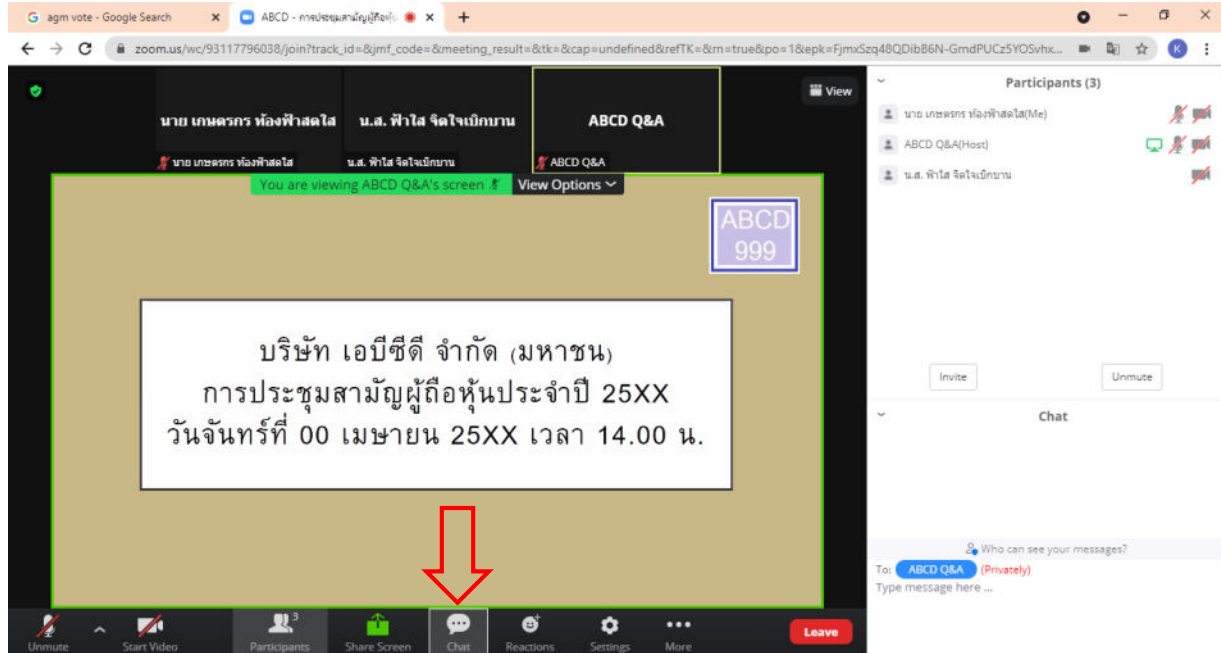 agm vote - Google Search
ABCD - การประชุมสามัญผู้ถือหุ้
zoom.us/wc/93117796038/join?track_id=&jmf_code=&meeting_result=&tk=&cap=undefined&refTK=&rn=true&po=1&epk=FjmxSzq48QDibB6N-GmdPUCz5YOSvhx...
K
View
นาย เกษตรกร ท้องฟ้าสดใส
น.ส. ฟ้าใส จิตใจเบิกบาน
ABCD Q&A
นาย เกษตรกร ท้องฟ้าสดใส
น.ส. ฟ้าใส จิตใจเบิกบาน
ABCD Q&A
You are viewing ABCD Q&A's screen
View Options
ABCD
999
บริษัท เอบีซีดี จำกัด (มหาชน)
การประชุมสามัญผู้ถือหุ้นประจำปี 25XX
วันจันทร์ที่ 00 เมษายน 25XX เวลา 14.00 น.
Unmute
Start Video
3
Participants
Share Screen
Chat
Reactions
Settings
More
Leave
Participants (3)
นาย เกษตรกร ท้องฟ้าสดใส(Me)
ABCD Q&A(Host)
น.ส. ฟ้าใส จิตใจเบิกบาน
Invite
Unmute
Chat
Who can see your messages?
To: ABCD Q&A (Privately)
Type message here ...